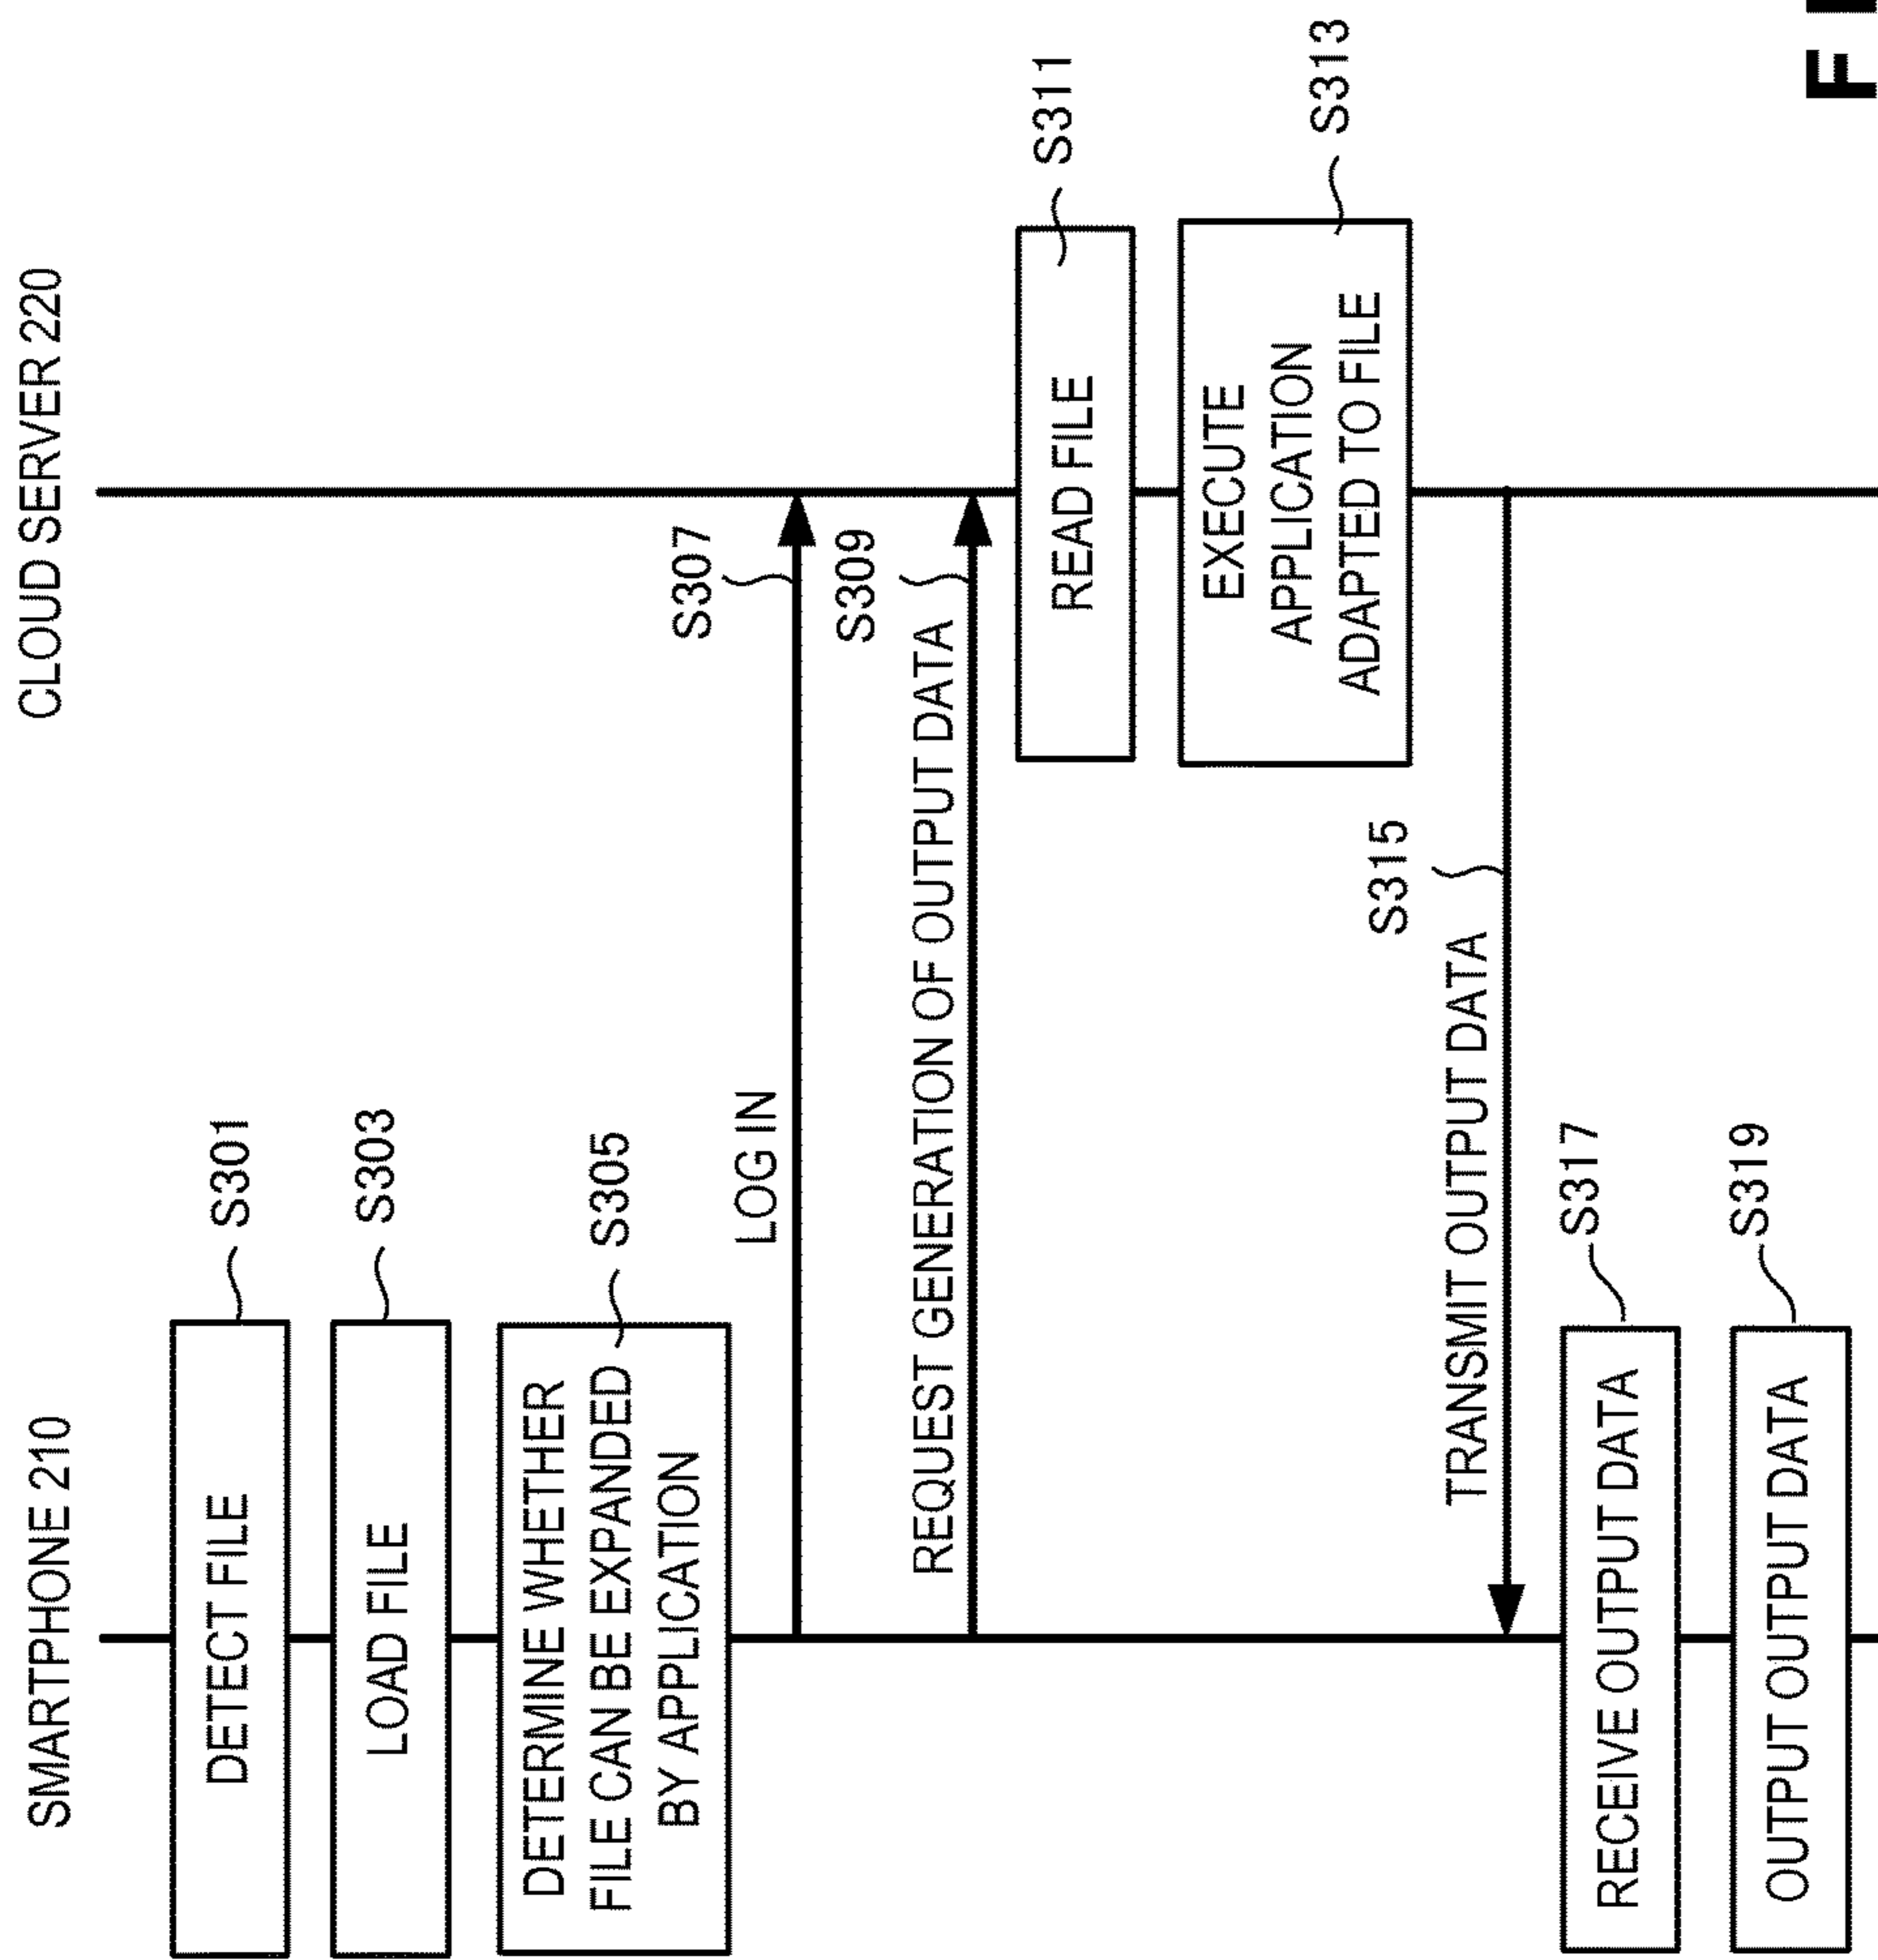 SMARTPHONE 210
CLOUD SERVER 220
DETECT FILE
S301
LOAD FILE
S303
DETERMINE WHETHER
FILE CAN BE EXPANDED
BY APPLICATION
S305
LOG IN
S307
REQUEST GENERATION OF OUTPUT DATA
S309
READ FILE
S311
EXECUTE
APPLICATION
ADAPTED TO FILE
S313
TRANSMIT OUTPUT DATA
S315
RECEIVE OUTPUT DATA
S317
OUTPUT OUTPUT DATA
S319